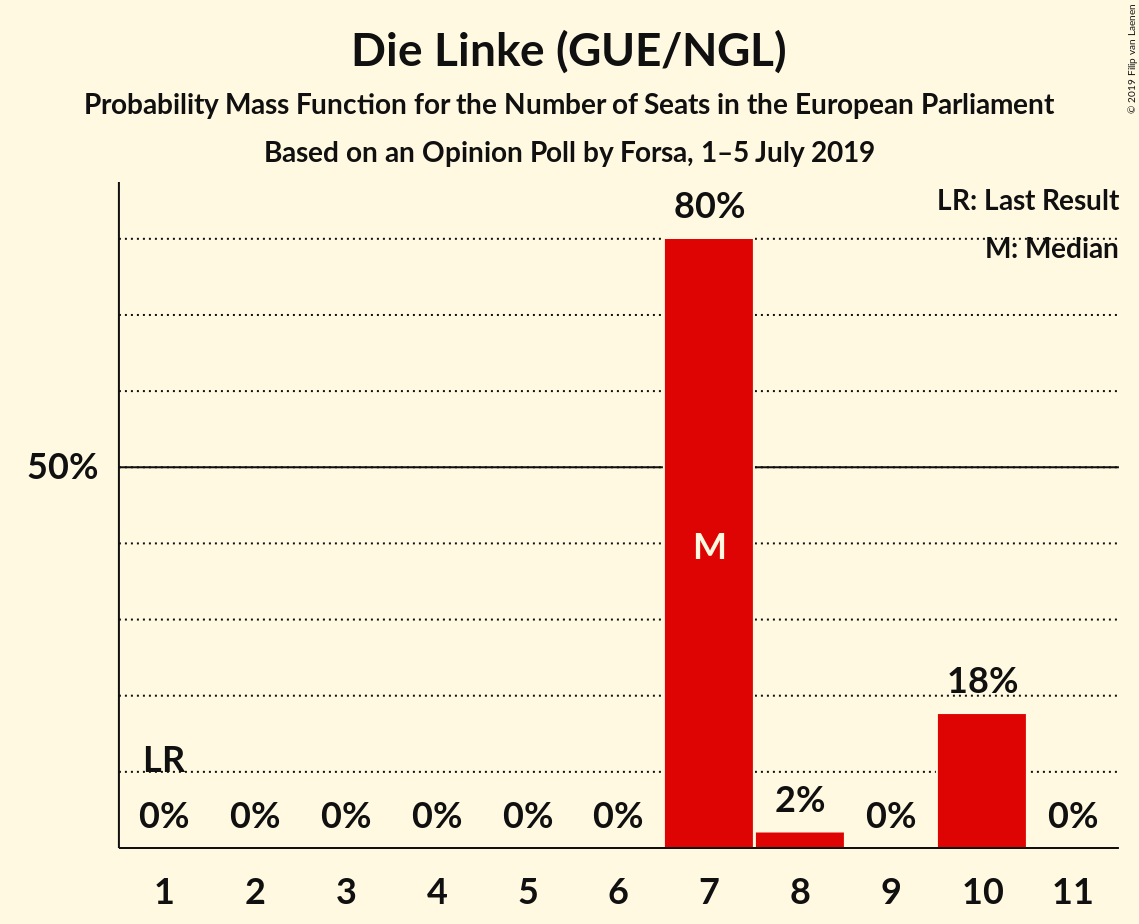 Die Linke (GUE/NGL)
Probability Mass Function for the Number of Seats in the European Parliament
Based on an Opinion Poll by Forsa, 1–5 July 2019
© 2019 Filip van Laenen
LR: Last Result
M: Median
80%
50%
M
18%
LR
2%
0% 0% 0% 0% 0% 0% 0% 0%
1 2 3 4 5 6 7 8 9 10 11